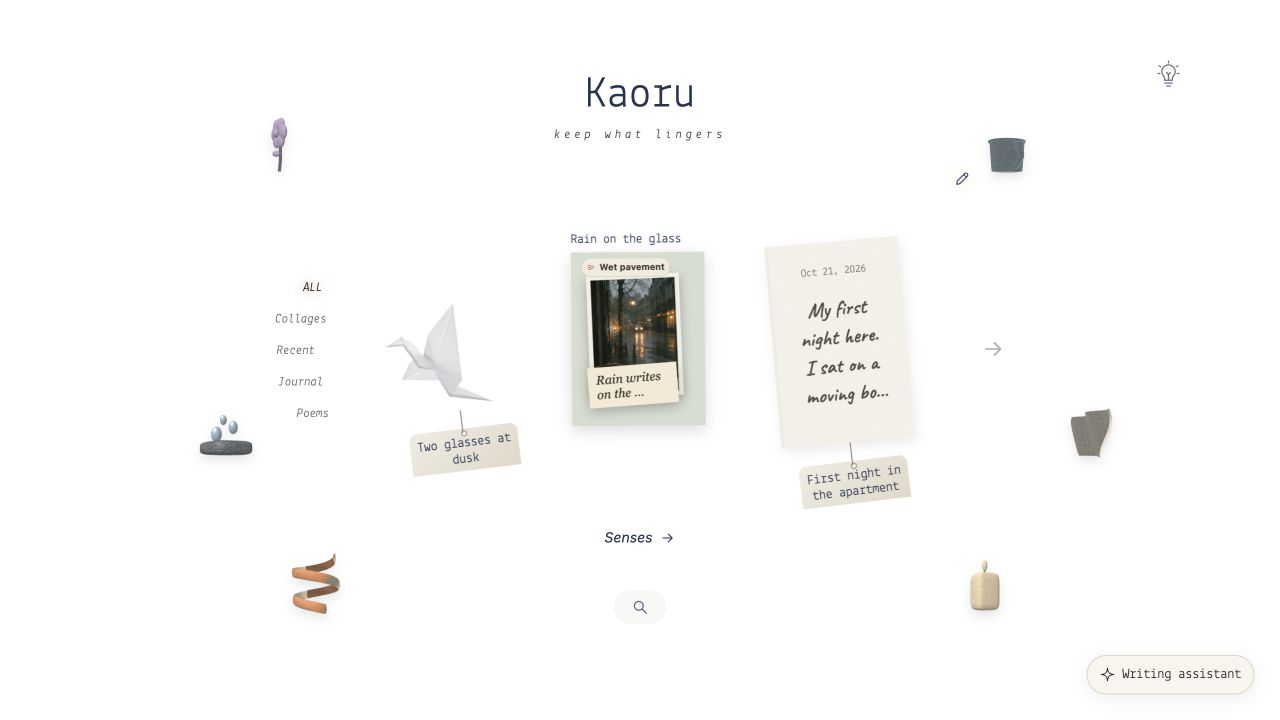 Kaoru
keep what lingers
Rain on the glass
Wet pavement
Rain writes
on the ...
Oct 21, 2026
My first
night here.
I sat on a
moving bo...
ALL
Collages
Recent
Journal
Poems
Two glasses at
dusk
First night in
the apartment
Senses →
Writing assistant